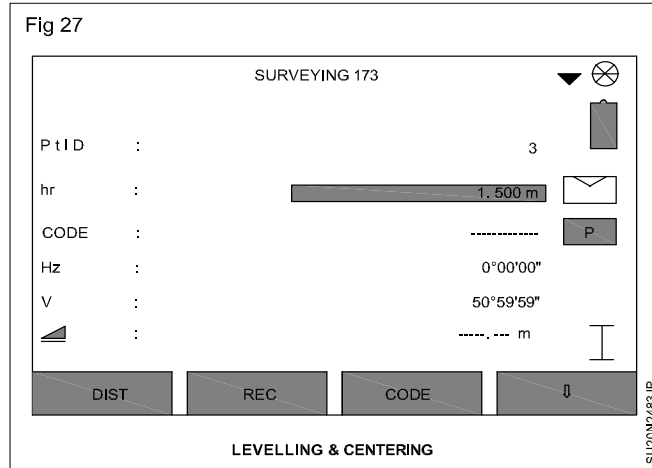 Fig 27
SURVEYING 173
PtID : 3
hr : 1. 500 m
CODE : ------------
P
Hz : 0°00'00"
V : 50°59'59"
: -----. --- m
DIST REC CODE ⇩
LEVELLING & CENTERING
SU20N2483JP